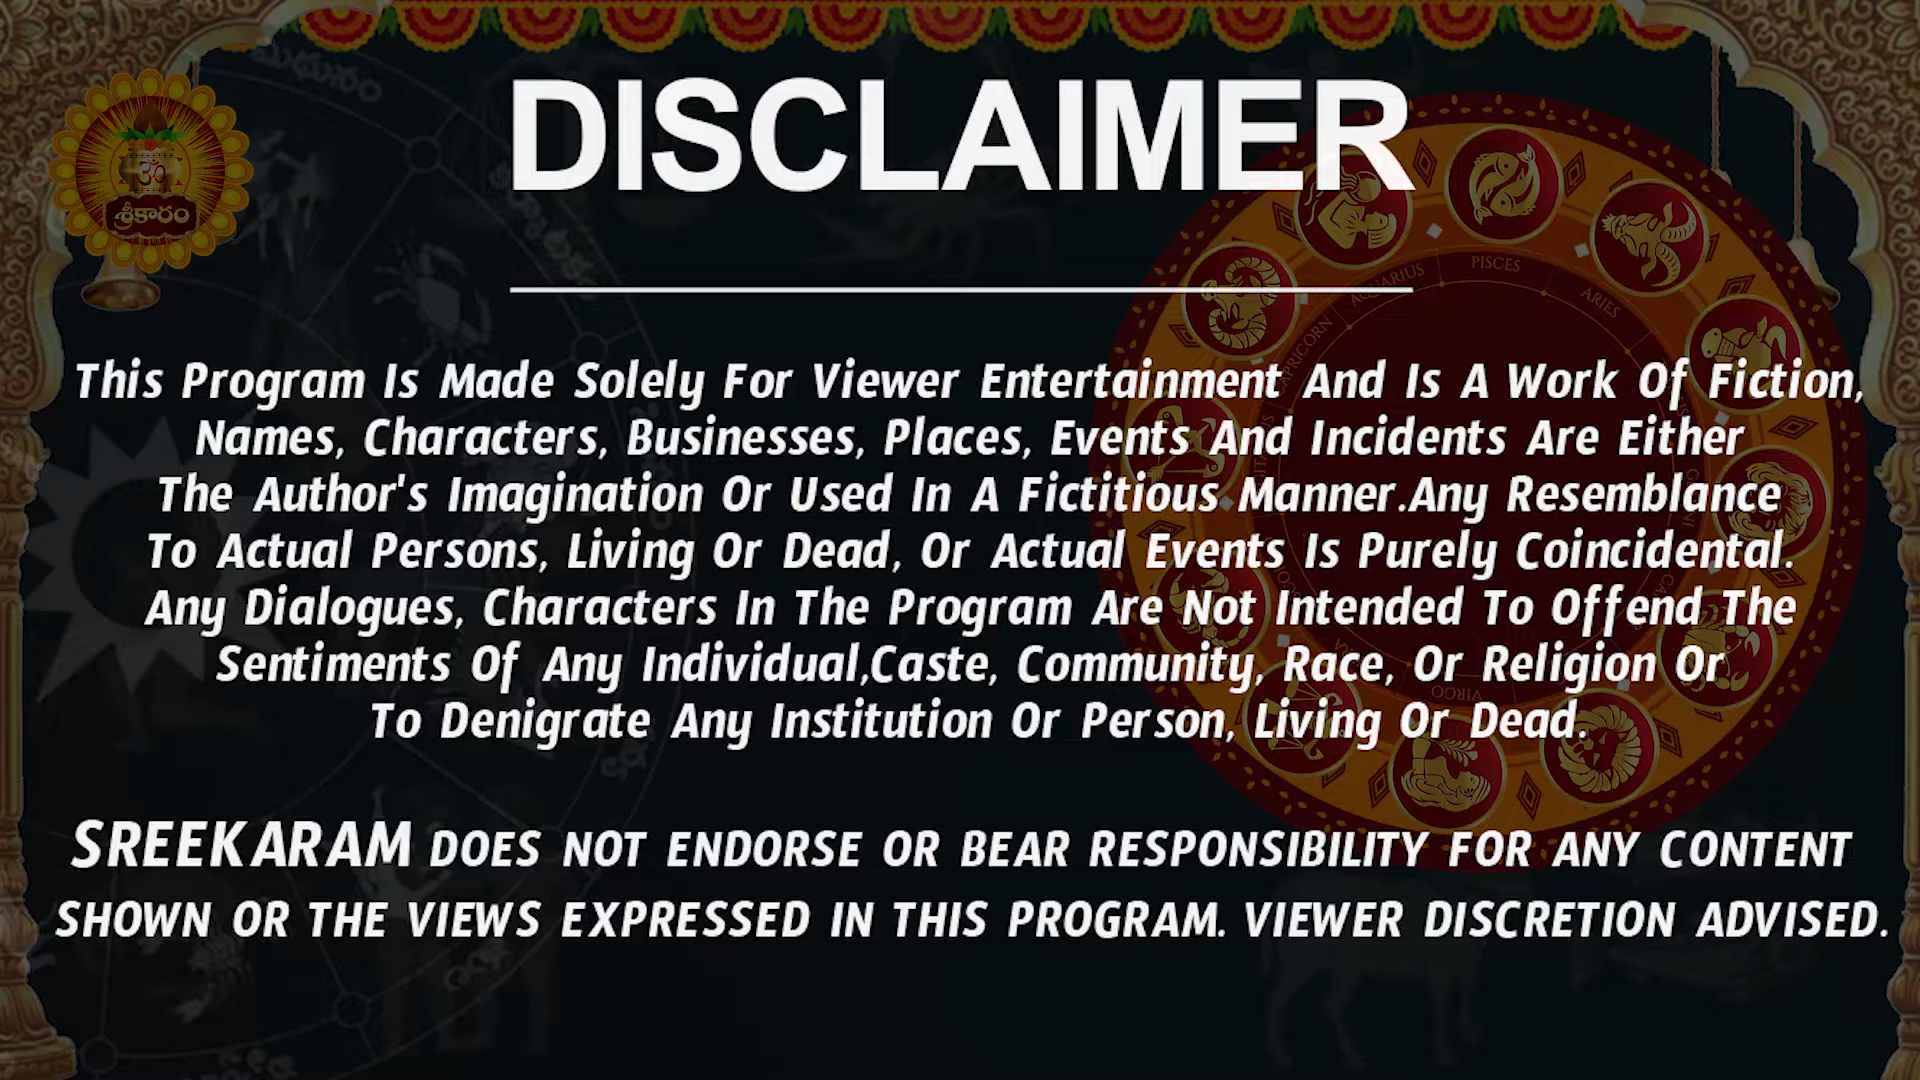 DISCLAIMER
श्रीకారం
AQUARIUS
PISCES
ARIES
CAPRICORN
This Program Is Made Solely For Viewer Entertainment And Is A Work Of Fiction,
Names, Characters, Businesses, Places, Events And Incidents Are Either
The Author's Imagination Or Used In A Fictitious Manner.Any Resemblance
To Actual Persons, Living Or Dead, Or Actual Events Is Purely Coincidental.
Any Dialogues, Characters In The Program Are Not Intended To Offend The
Sentiments Of Any Individual,Caste, Community, Race, Or Religion Or
VIRGO
To Denigrate Any Institution Or Person, Living Or Dead.
SREEKARAM DOES NOT ENDORSE OR BEAR RESPONSIBILITY FOR ANY CONTENT
SHOWN OR THE VIEWS EXPRESSED IN THIS PROGRAM. VIEWER DISCRETION ADVISED.